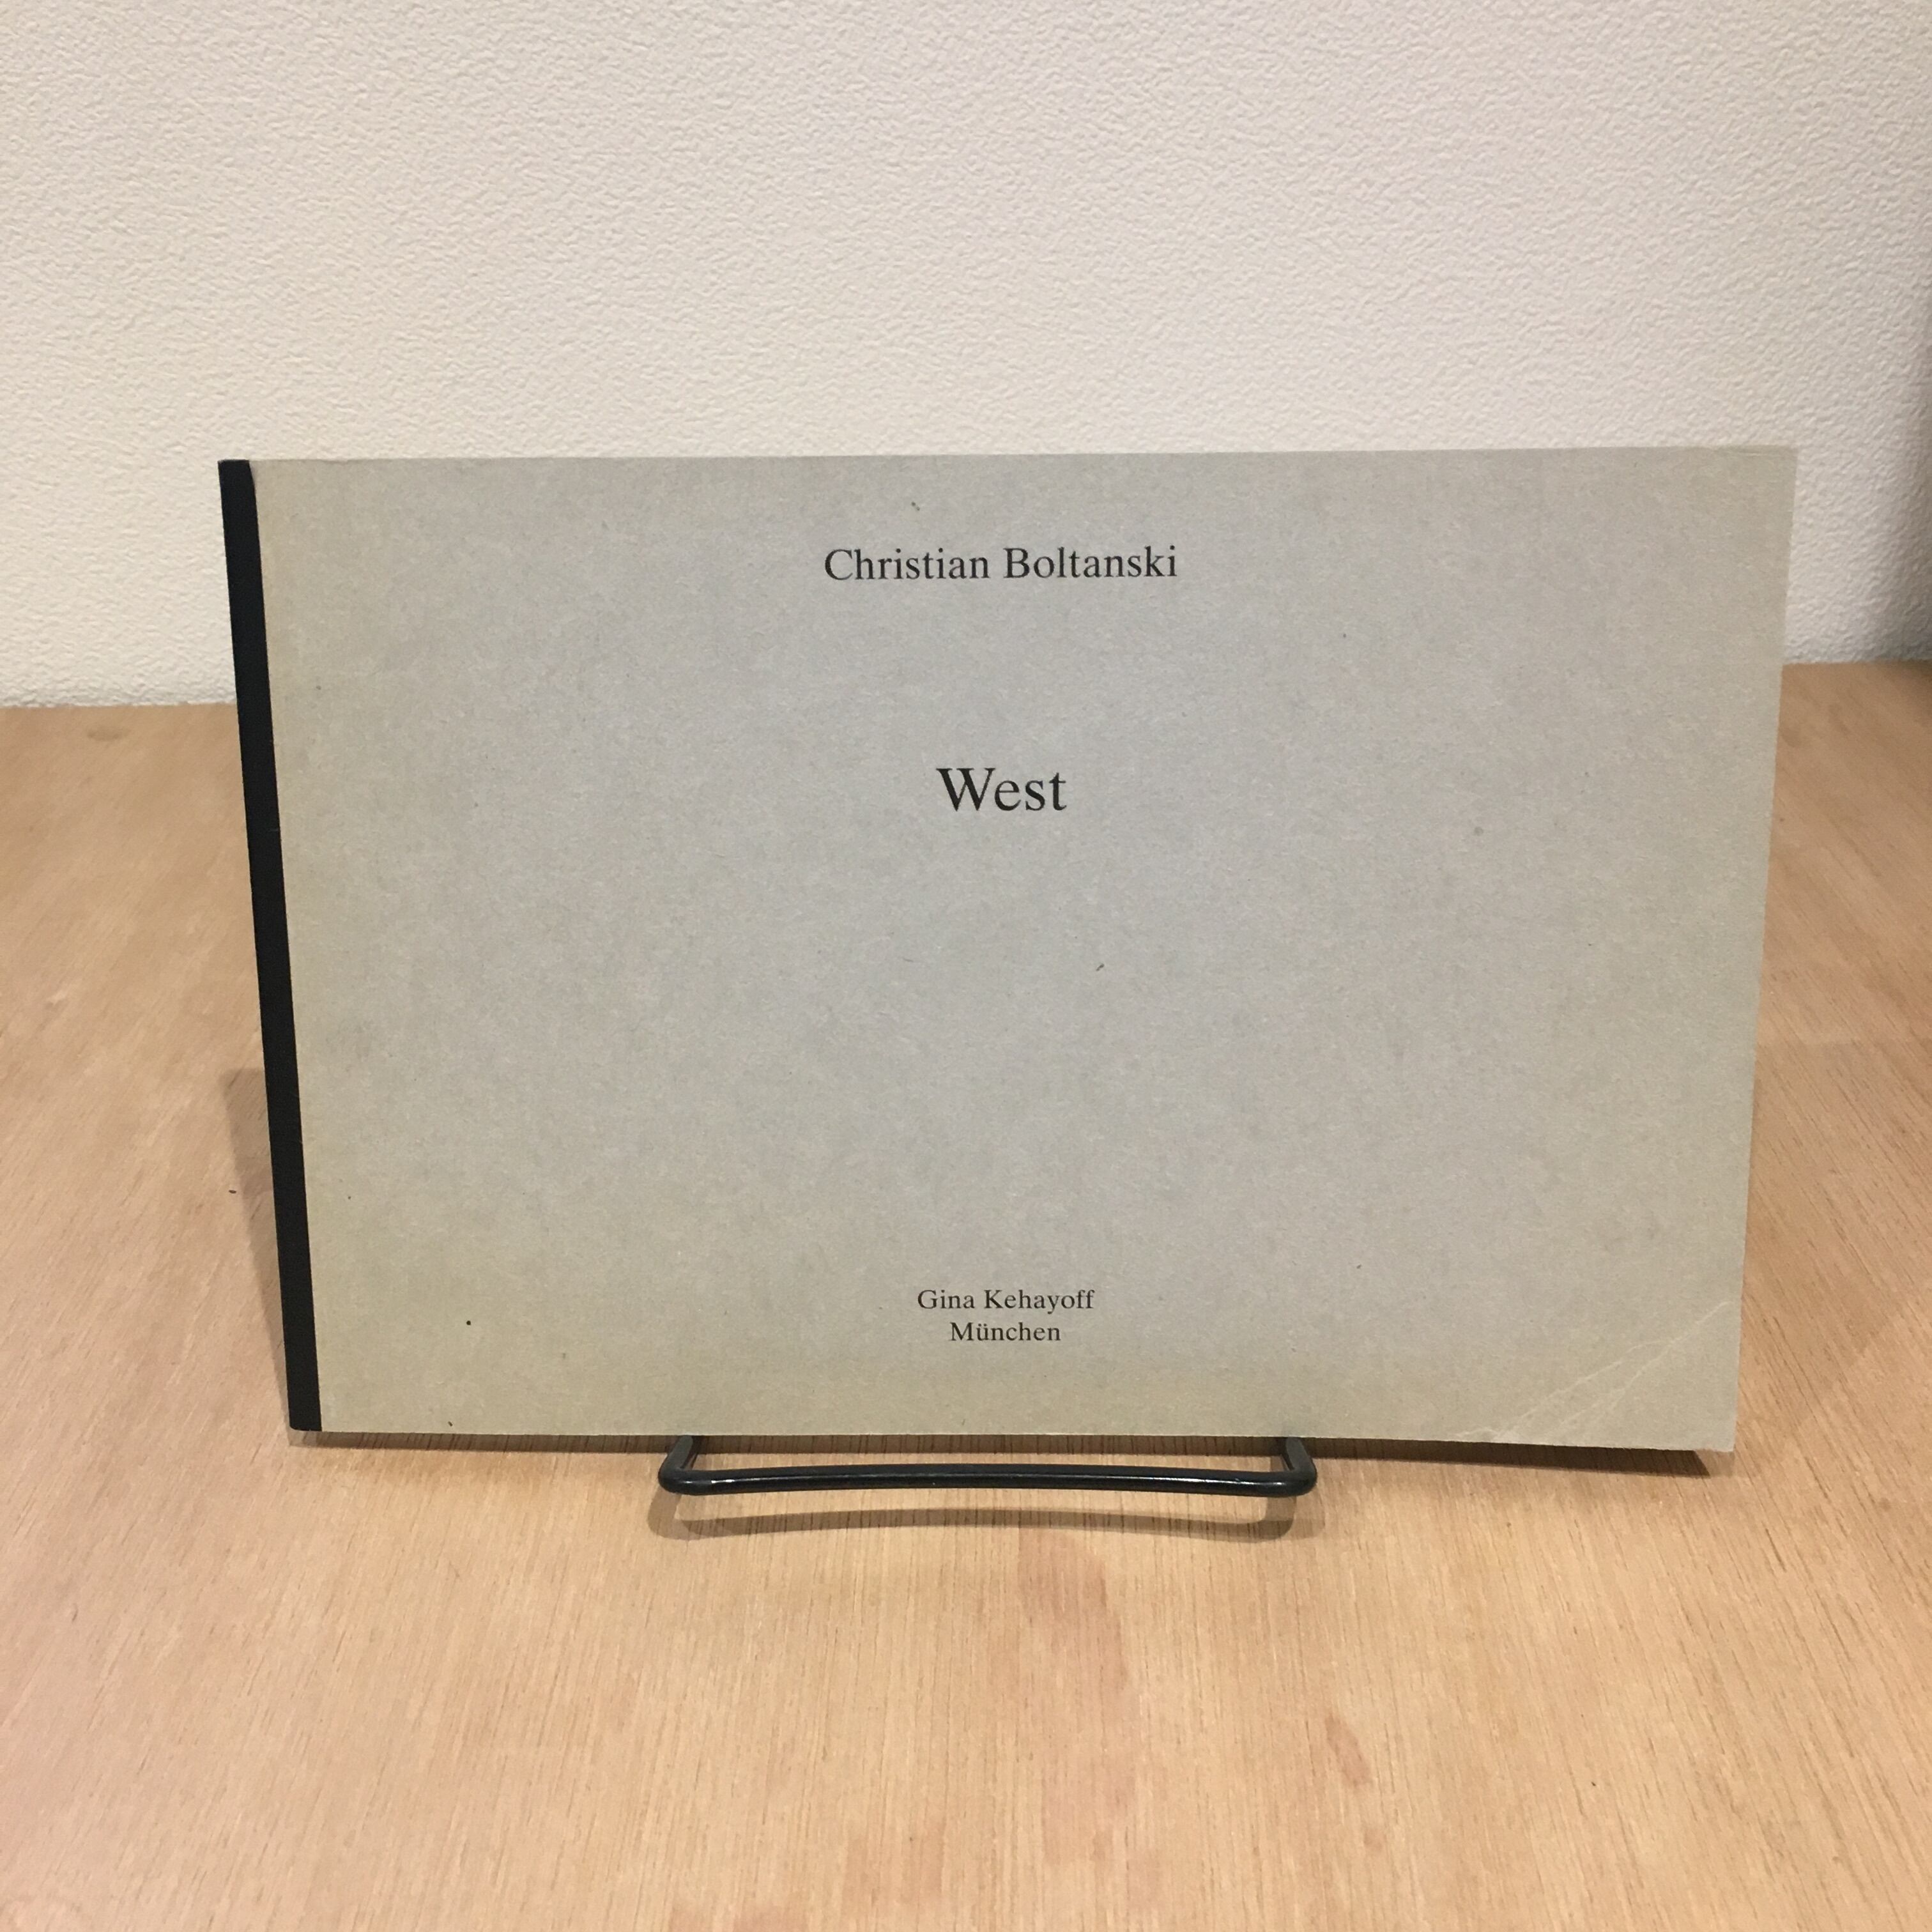 Christian Boltanski
West
Gina Kehayoff
München